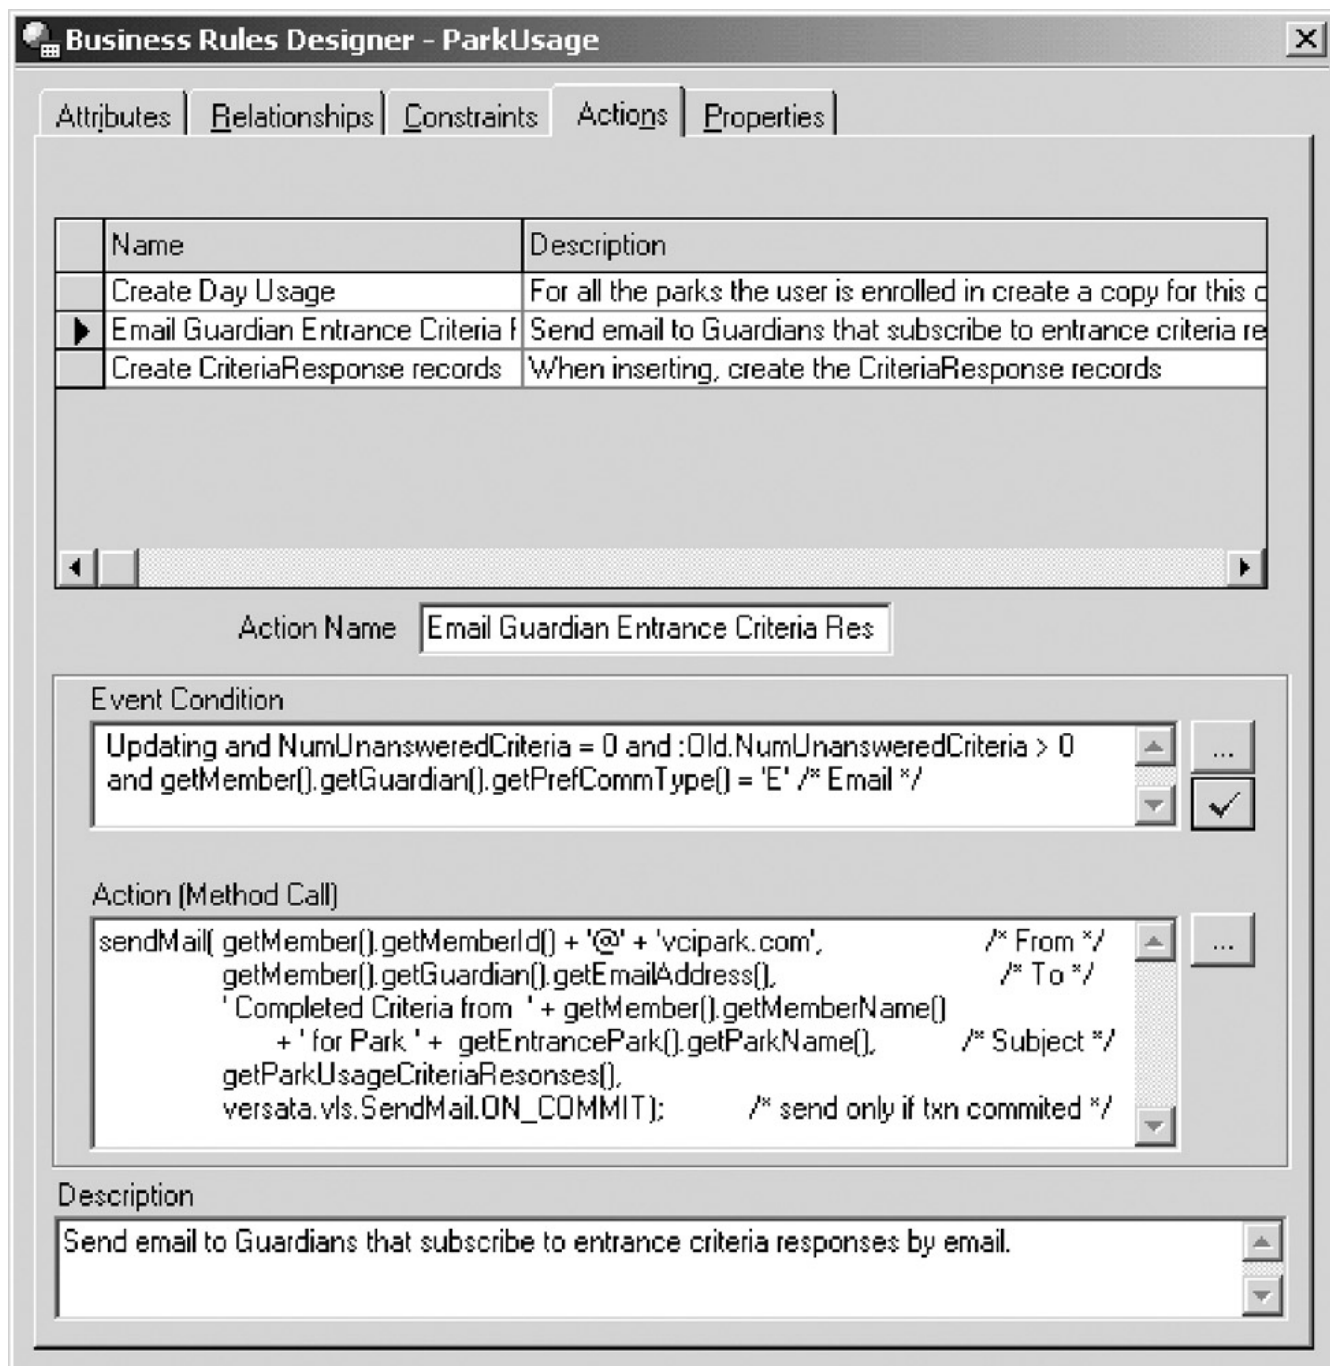 Business Rules Designer - ParkUsage
Attributes Relationships Constraints Actions Properties
Name Description
Create Day Usage For all the parks the user is enrolled in create a copy for this
Email Guardian Entrance Criteria Send email to Guardians that subscribe to entrance criteria re
Create CriteriaResponse records When inserting, create the CriteriaResponse records
Action Name Email Guardian Entrance Criteria Res
Event Condition
Updating and NumUnansweredCriteria = 0 and :Old.NumUnansweredCriteria > 0
and getMember().getGuardian().getPrefCommType() = 'E' /* Email */
...
Action (Method Call)
sendMail( getMember().getMemberId() + '@' + 'vcipark.com', /* From */
getMember().getGuardian().getEmailAddress(), /* To */
' Completed Criteria from ' + getMember().getMemberName()
+ ' for Park ' + getEntrancePark().getParkName(), /* Subject */
getParkUsageCriteriaResonses(),
versata.vls.SendMail.ON_COMMIT); /* send only if txn commited */
...
Description
Send email to Guardians that subscribe to entrance criteria responses by email.